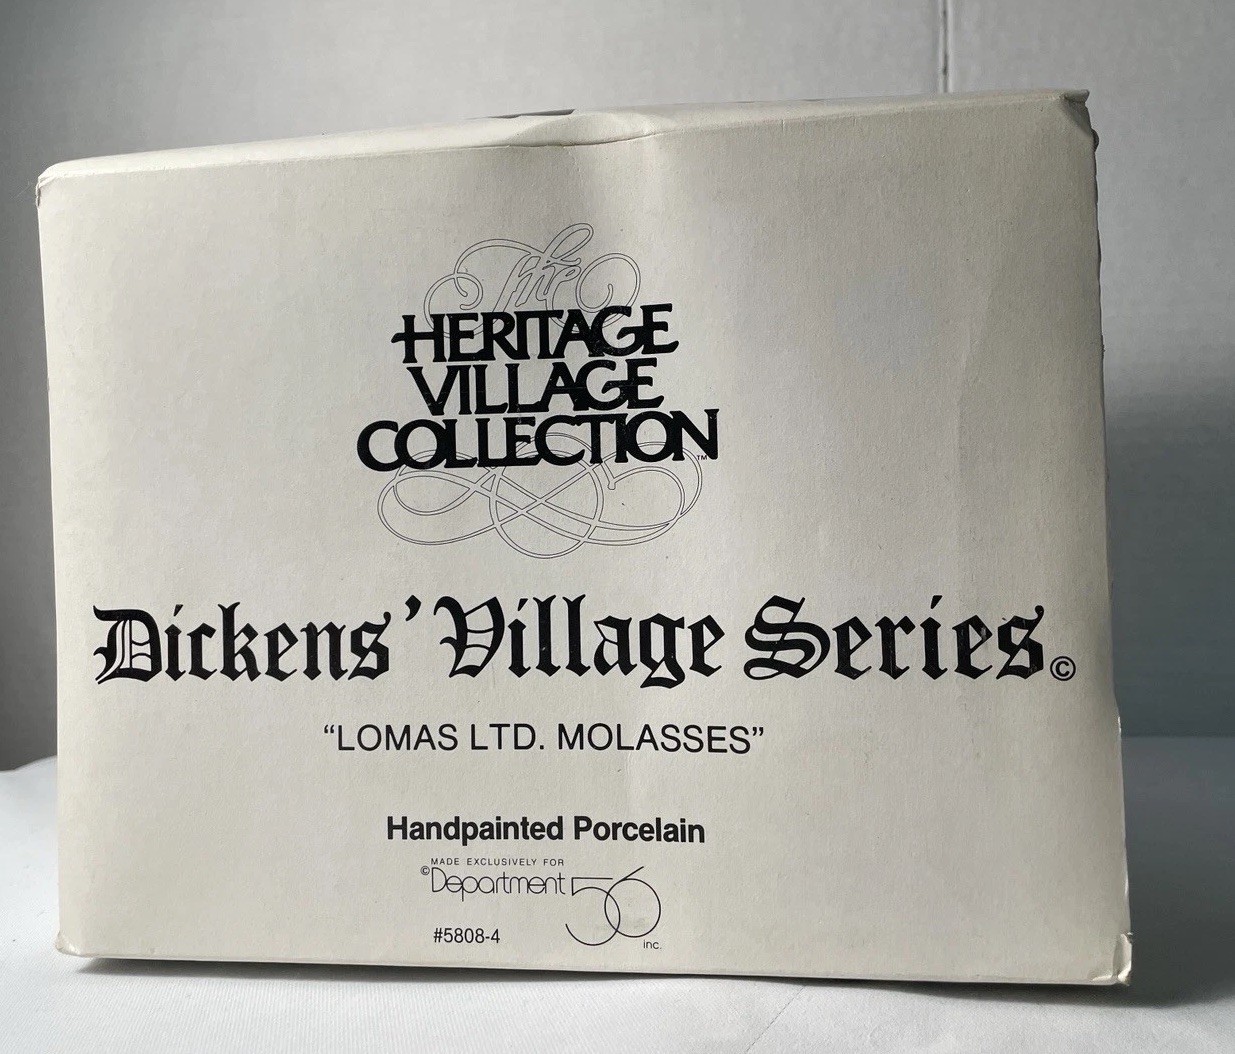 The
HERITAGE
VILLAGE
COLLECTION™
Dickens' Village Series©
“LOMAS LTD. MOLASSES”
Handpainted Porcelain
MADE EXCLUSIVELY FOR
©Department 56
inc.
#5808-4